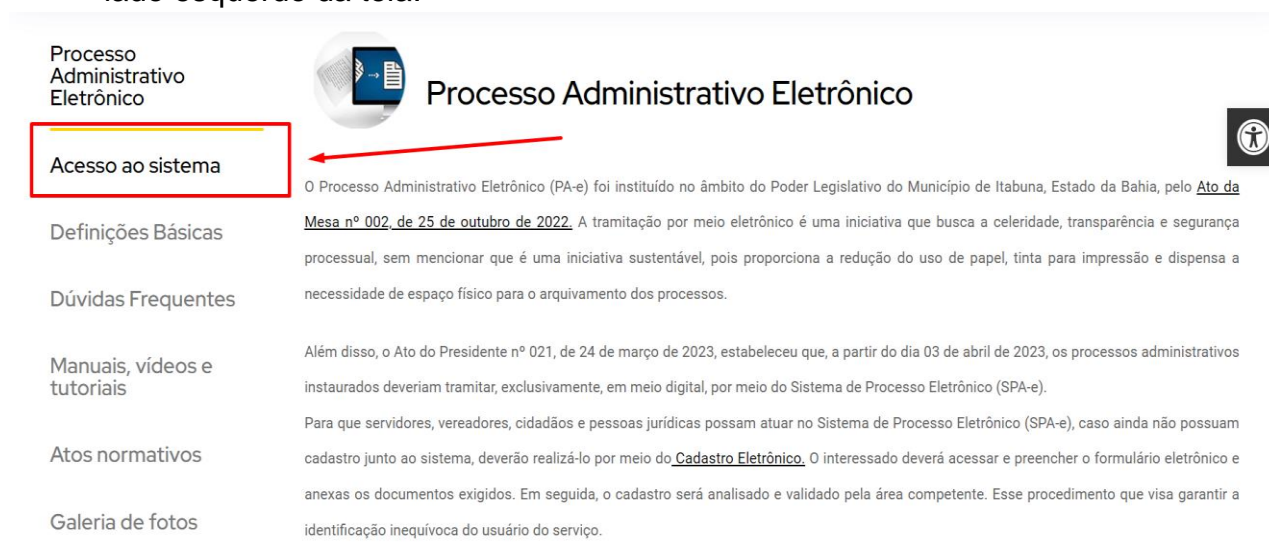 lado esquerdo da tela.
Processo
Administrativo
Eletrônico
Acesso ao sistema
Definições Básicas
Dúvidas Frequentes
Manuais, vídeos e
tutoriais
Atos normativos
Galeria de fotos
Processo Administrativo Eletrônico
O Processo Administrativo Eletrônico (PA-e) foi instituído no âmbito do Poder Legislativo do Município de Itabuna, Estado da Bahia, pelo Ato da
Mesa nº 002, de 25 de outubro de 2022. A tramitação por meio eletrônico é uma iniciativa que busca a celeridade, transparência e segurança
processual, sem mencionar que é uma iniciativa sustentável, pois proporciona a redução do uso de papel, tinta para impressão e dispensa a
necessidade de espaço físico para o arquivamento dos processos.
Além disso, o Ato do Presidente nº 021, de 24 de março de 2023, estabeleceu que, a partir do dia 03 de abril de 2023, os processos administrativos
instaurados deveriam tramitar, exclusivamente, em meio digital, por meio do Sistema de Processo Eletrônico (SPA-e).
Para que servidores, vereadores, cidadãos e pessoas jurídicas possam atuar no Sistema de Processo Eletrônico (SPA-e), caso ainda não possuam
cadastro junto ao sistema, deverão realizá-lo por meio do Cadastro Eletrônico. O interessado deverá acessar e preencher o formulário eletrônico e
anexas os documentos exigidos. Em seguida, o cadastro será analisado e validado pela área competente. Esse procedimento que visa garantir a
identificação inequívoca do usuário do serviço.